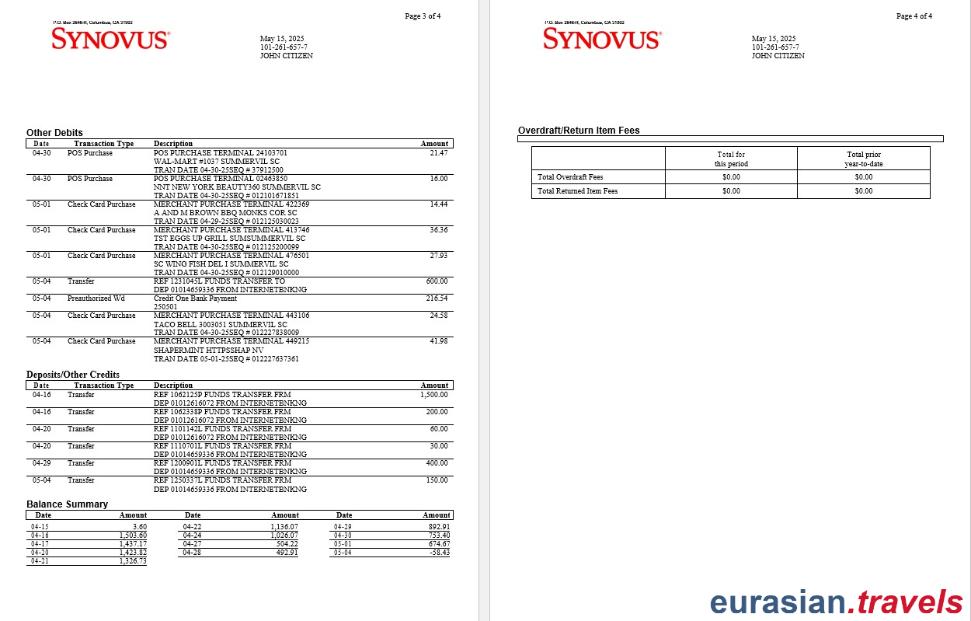 Page 3 of 4
P.O. Box 2646/4, Columbus, GA 31902
SYNOVUS®
May 15, 2025
101-261-657-7
JOHN CITIZEN
Other Debits
Date Transaction Type Description Amount
04-30 POS Purchase POS PURCHASE TERMINAL 24103701 21.47
WAL-MART #1037 SUMMERVIL SC
TRAN DATE 04-30-25SEQ # 37912500
04-30 POS Purchase POS PURCHASE TERMINAL 02463850 16.00
NNT NEW YORK BEAUTY360 SUMMERVIL SC
TRAN DATE 04-30-25SEQ # 012101671851
05-01 Check Card Purchase MERCHANT PURCHASE TERMINAL 422369 14.44
A AND M BROWN BBQ MONKS COR SC
TRAN DATE 04-29-25SEQ # 012125030023
05-01 Check Card Purchase MERCHANT PURCHASE TERMINAL 413746 36.36
TST EGGS UP GRILL SUMSUMMERVIL SC
TRAN DATE 04-30-25SEQ # 012125200099
05-01 Check Card Purchase MERCHANT PURCHASE TERMINAL 476501 27.93
SC WING FISH DEL I SUMMERVIL SC
TRAN DATE 04-30-25SEQ # 012129010000
05-04 Transfer REF 1231045L FUNDS TRANSFER TO 600.00
DEP 01014659336 FROM INTERNETBNKNG
05-04 Preauthorized Wd Credit One Bank Payment 216.54
250501
05-04 Check Card Purchase MERCHANT PURCHASE TERMINAL 443106 24.58
TACO BELL 3003051 SUMMERVIL SC
TRAN DATE 04-30-25SEQ # 012227838009
05-04 Check Card Purchase MERCHANT PURCHASE TERMINAL 449215 41.98
SHAPERMINT HTTPSSHAP NV
TRAN DATE 05-01-25SEQ # 012227637361
Deposits/Other Credits
Date Transaction Type Description Amount
04-16 Transfer REF 1062125P FUNDS TRANSFER FRM 1,500.00
DEP 01012616072 FROM INTERNETBNKNG
04-16 Transfer REF 1062338P FUNDS TRANSFER FRM 200.00
DEP 01012616072 FROM INTERNETBNKNG
04-20 Transfer REF 1101142L FUNDS TRANSFER FRM 60.00
DEP 01012616072 FROM INTERNETBNKNG
04-20 Transfer REF 1110701L FUNDS TRANSFER FRM 30.00
DEP 01014659336 FROM INTERNETBNKNG
04-29 Transfer REF 1200901L FUNDS TRANSFER FRM 400.00
DEP 01014659336 FROM INTERNETBNKNG
05-04 Transfer REF 1250337L FUNDS TRANSFER FRM 150.00
DEP 01014659336 FROM INTERNETBNKNG
Balance Summary
Date Amount Date Amount Date Amount
04-15 3.60 04-22 1,136.07 04-29 892.91
04-16 1,503.60 04-24 1,026.07 04-30 753.40
04-17 1,437.17 04-27 504.22 05-01 674.67
04-20 1,423.82 04-28 492.91 05-04 -58.43
04-21 1,326.73
Page 4 of 4
P.O. Box 2646/4, Columbus, GA 31902
SYNOVUS®
May 15, 2025
101-261-657-7
JOHN CITIZEN
Overdraft/Return Item Fees
Total for Total prior
this period year-to-date
Total Overdraft Fees $0.00 $0.00
Total Returned Item Fees $0.00 $0.00
eurasian.travels